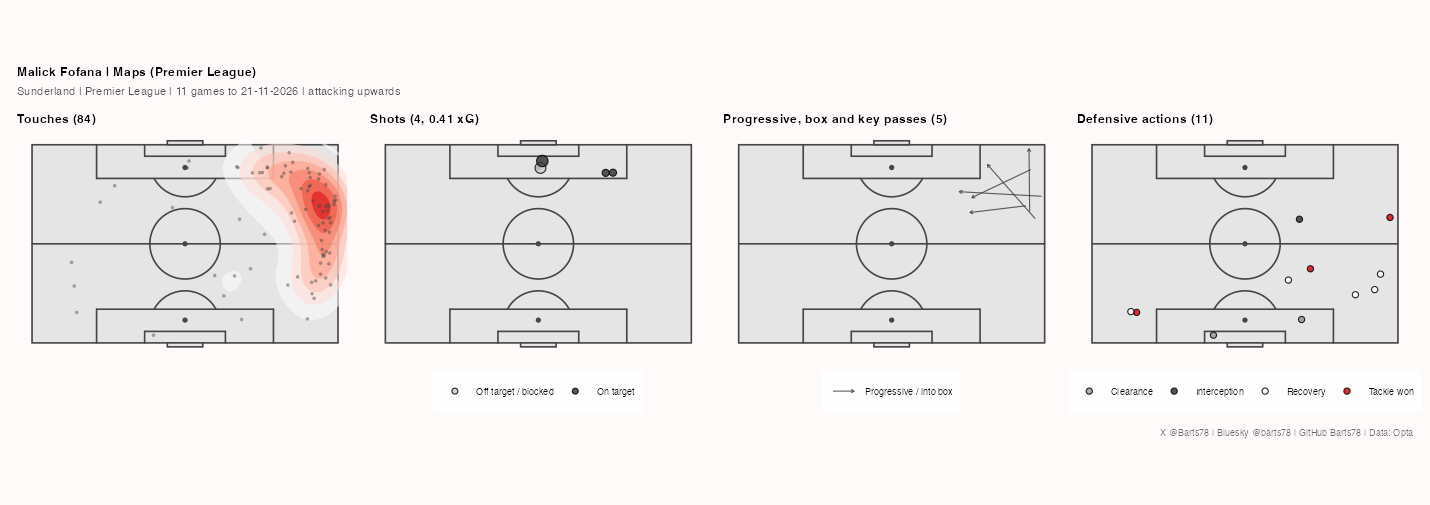 Malick Fofana | Maps (Premier League)
Sunderland | Premier League | 11 games to 21-11-2026 | attacking upwards
Touches (84)
Shots (4, 0.41 xG)
Progressive, box and key passes (5)
Defensive actions (11)
Off target / blocked
On target
Progressive / into box
Clearance
Interception
Recovery
Tackle won
X @Barts78 | Bluesky @barts78 | GitHub Barts78 | Data: Opta